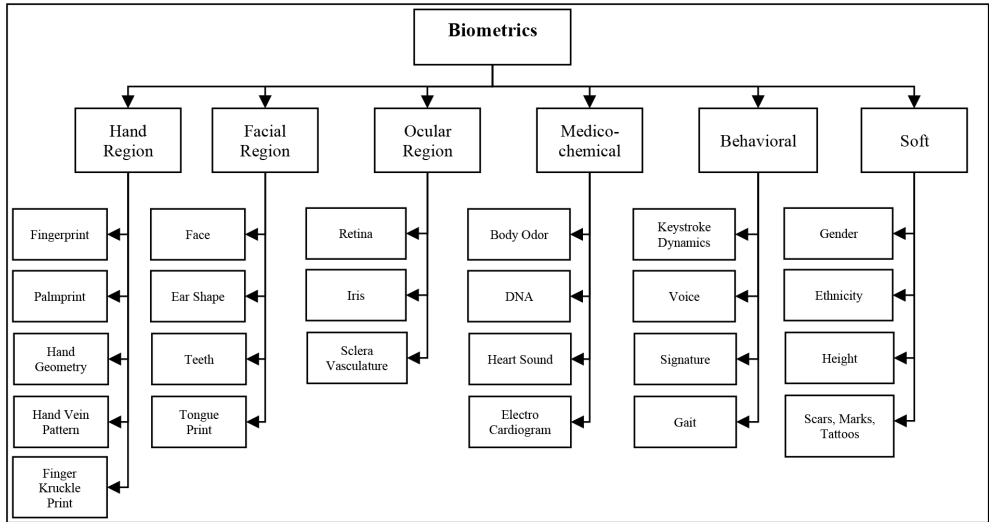 Biometrics
Hand
Region
Facial
Region
Ocular
Region
Medico-
chemical
Behavioral
Soft
Fingerprint
Palmprint
Hand
Geometry
Hand Vein
Pattern
Finger
Kruckle
Print
Face
Ear Shape
Teeth
Tongue
Print
Retina
Iris
Sclera
Vasculature
Body Odor
DNA
Heart Sound
Electro
Cardiogram
Keystroke
Dynamics
Voice
Signature
Gait
Gender
Ethnicity
Height
Scars, Marks,
Tattoos